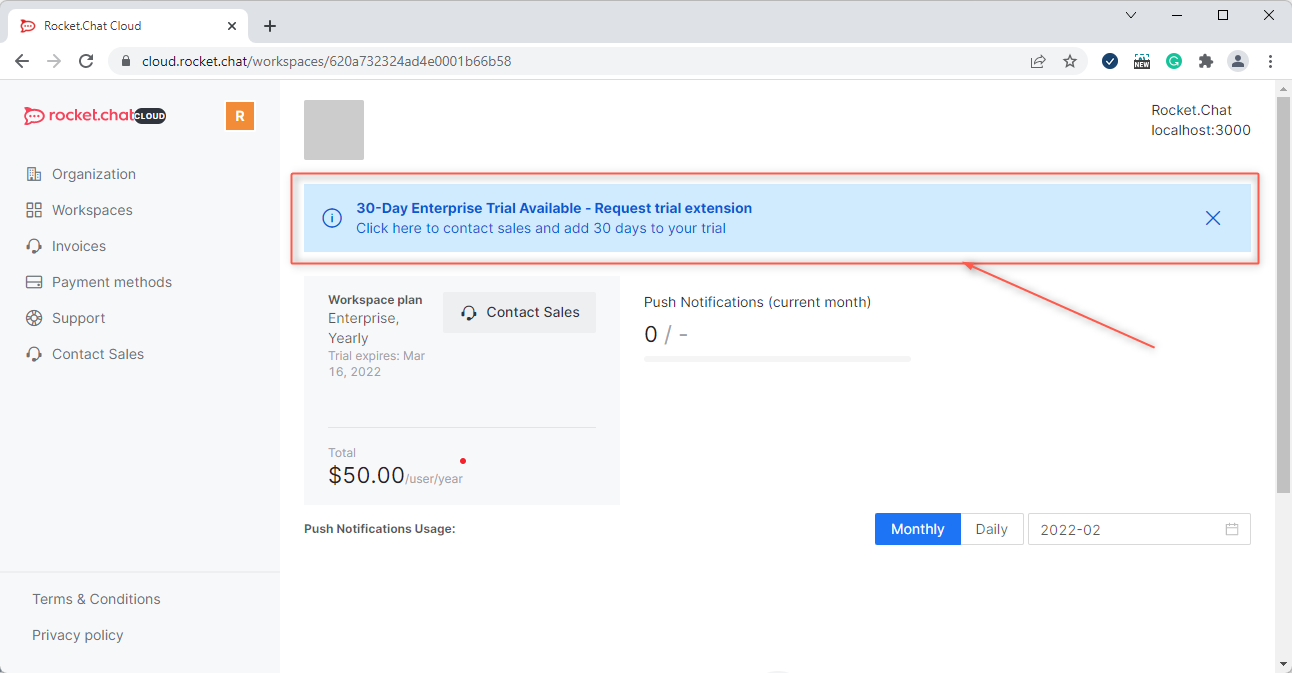 Rocket.Chat Cloud
cloud.rocket.chat/workspaces/620a732324ad4e0001b66b58
NEW
rocket.chat CLOUD
R
Organization
Workspaces
Invoices
Payment methods
Support
Contact Sales
Terms & Conditions
Privacy policy
Rocket.Chat
localhost:3000
30-Day Enterprise Trial Available - Request trial extension
Click here to contact sales and add 30 days to your trial
Workspace plan
Enterprise,
Yearly
Trial expires: Mar
16, 2022
Contact Sales
Total
$50.00/user/year
Push Notifications (current month)
0 / -
Push Notifications Usage:
Monthly
Daily
2022-02